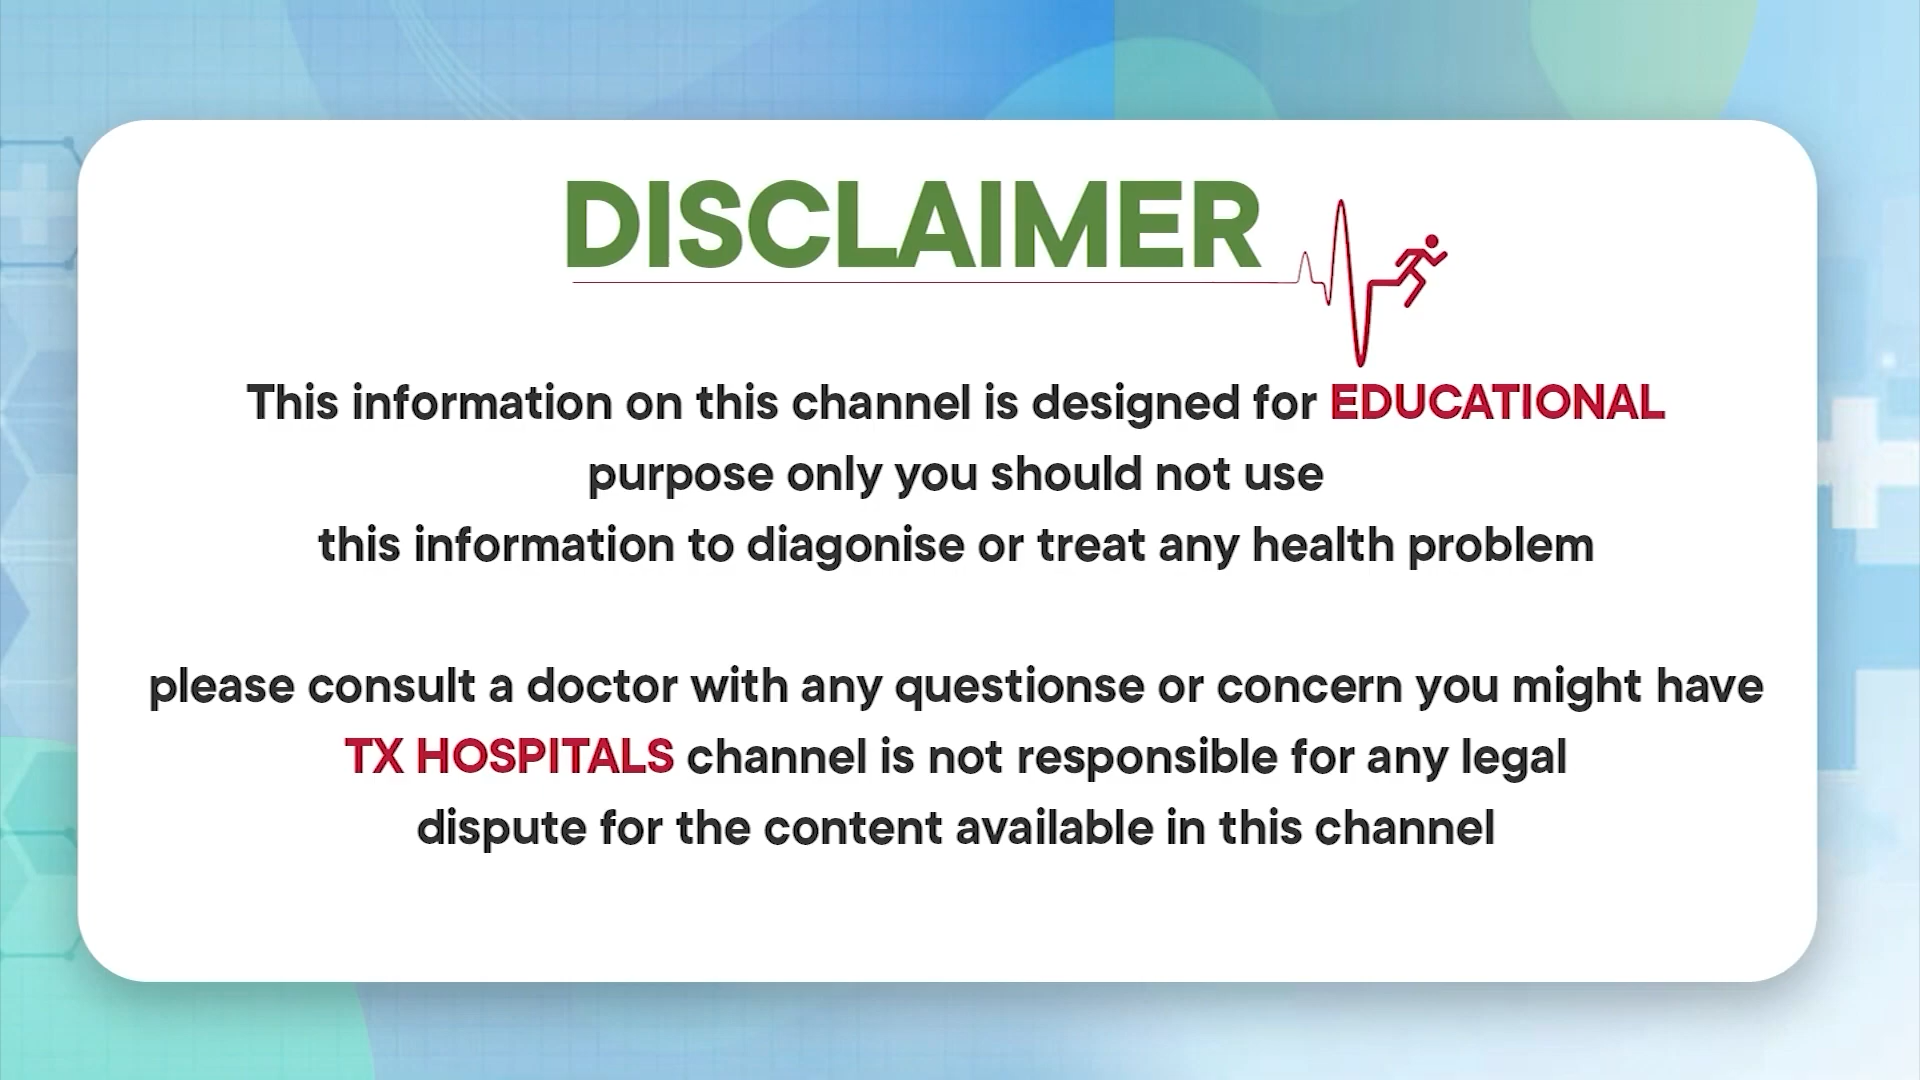 DISCLAIMER
This information on this channel is designed for EDUCATIONAL
purpose only you should not use
this information to diagonise or treat any health problem
please consult a doctor with any questionse or concern you might have
TX HOSPITALS channel is not responsible for any legal
dispute for the content available in this channel